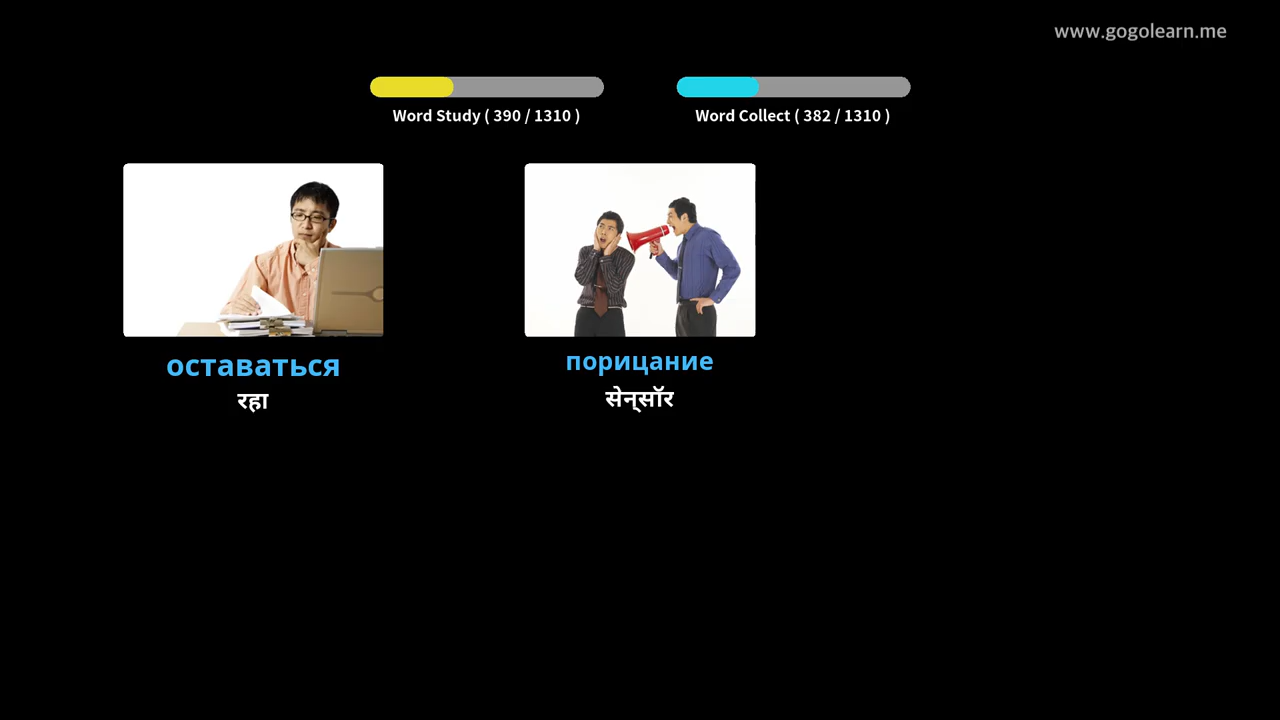 www.gogolearn.me
Word Study ( 390 / 1310 )
Word Collect ( 382 / 1310 )
оставаться
रहा
порицание
सेन्सॉर